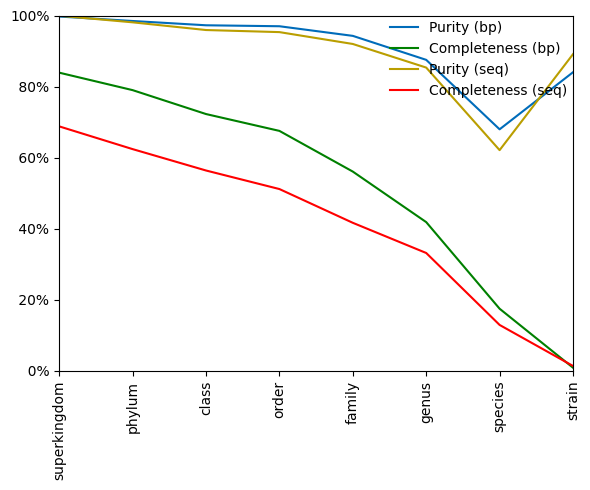 100%
80%
60%
40%
20%
0%
Purity (bp)
Completeness (bp)
Purity (seq)
Completeness (seq)
superkingdom
phylum
class
order
family
genus
species
strain